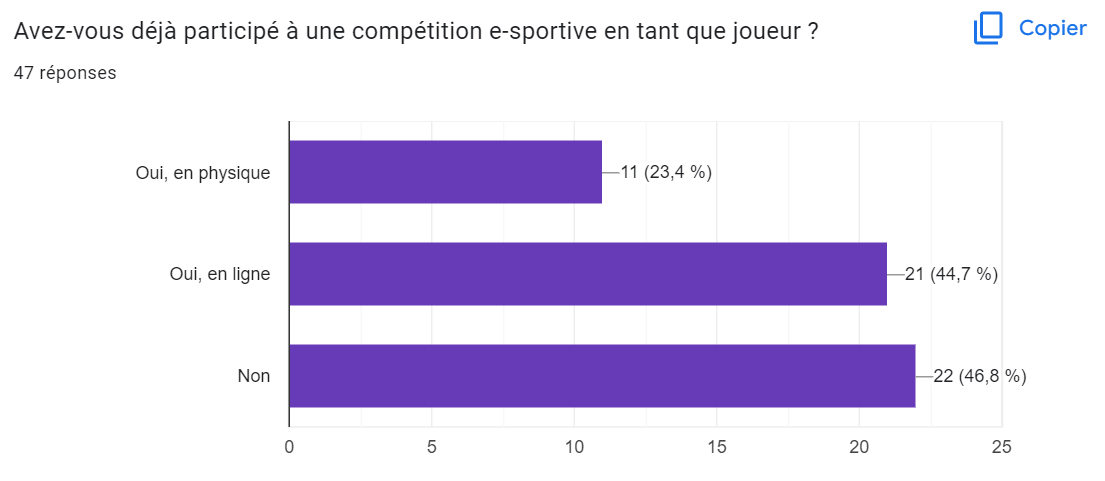 Avez-vous déjà participé à une compétition e-sportive en tant que joueur ?
Copier
47 réponses
Oui, en physique
11 (23,4 %)
Oui, en ligne
21 (44,7 %)
Non
22 (46,8 %)
0 5 10 15 20 25